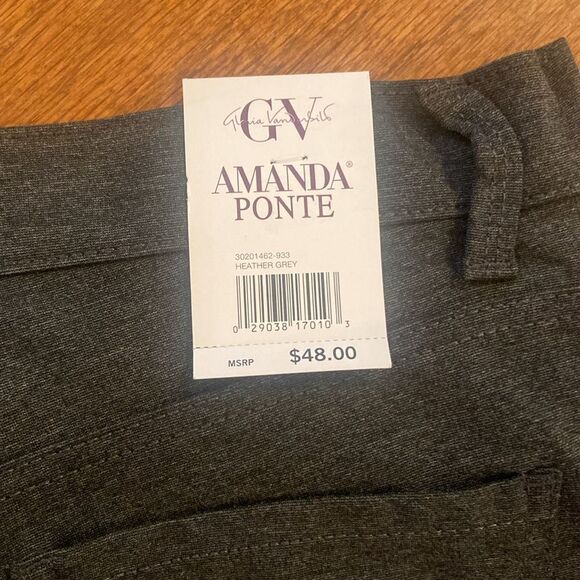 GV
Gloria Vanderbilt
AMANDA®
PONTE
30201462-933
HEATHER GREY
0 29038 17010 3
MSRP $48.00